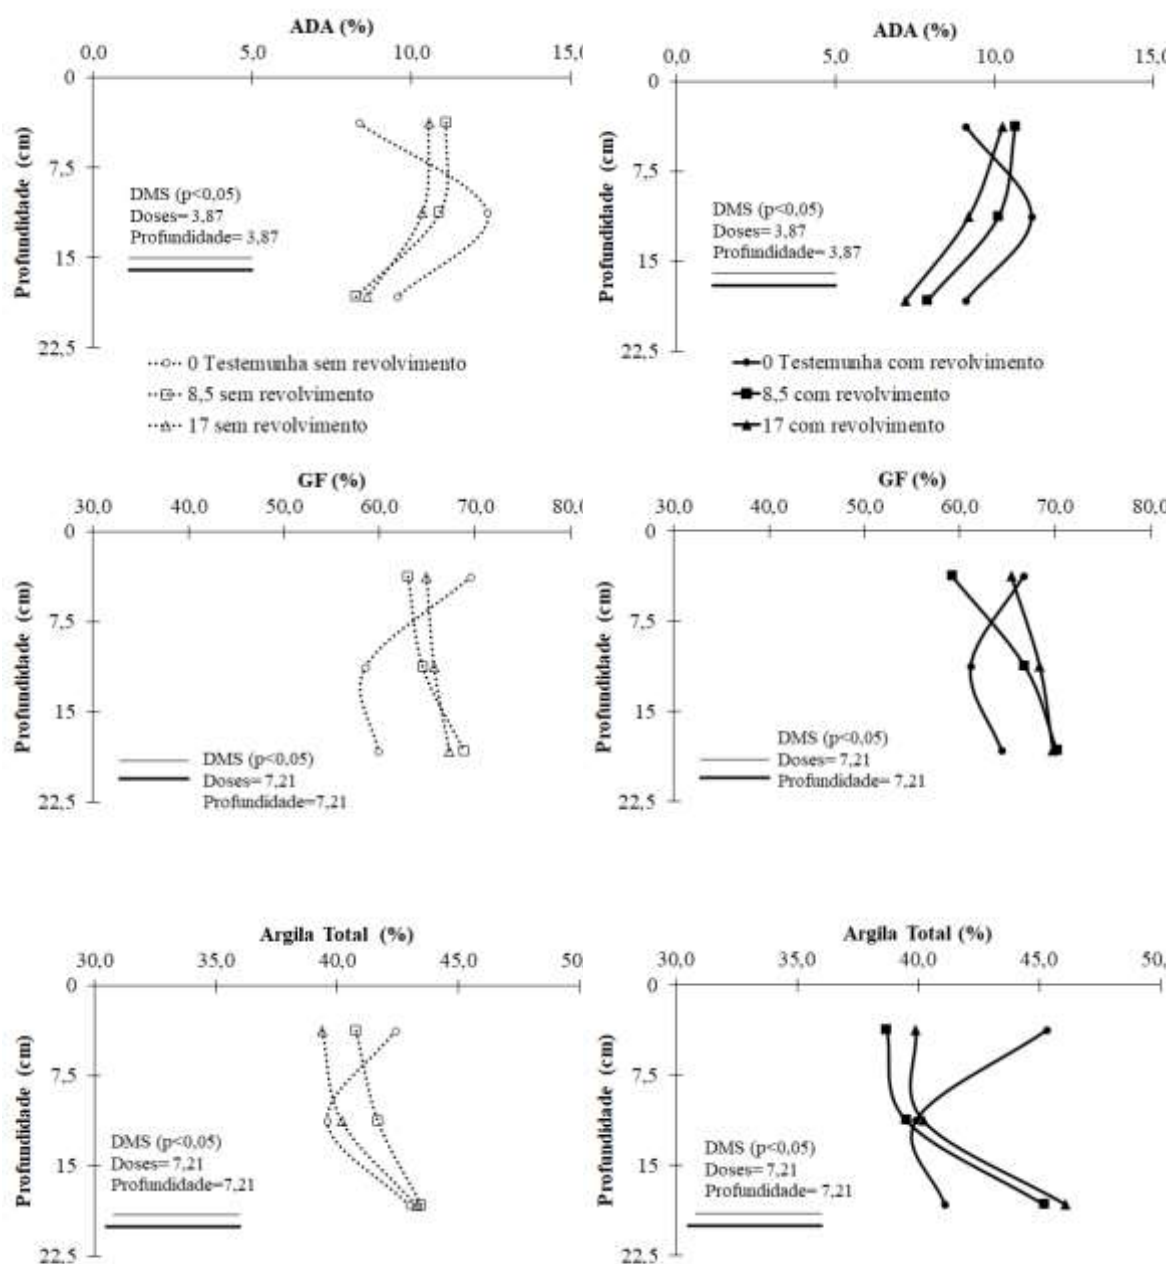 ADA (%)
0,0 5,0 10,0 15,0
0
7,5
15
22,5
Profundidade (cm)
DMS (p<0,05)
Doses= 3,87
Profundidade= 3,87
0 Testemunha sem revolvimento
8,5 sem revolvimento
17 sem revolvimento
ADA (%)
0,0 5,0 10,0 15,0
0
7,5
15
22,5
Profundidade (cm)
DMS (p<0,05)
Doses= 3,87
Profundidade= 3,87
0 Testemunha com revolvimento
8,5 com revolvimento
17 com revolvimento
GF (%)
30,0 40,0 50,0 60,0 70,0 80,0
0
7,5
15
22,5
Profundidade (cm)
DMS (p<0,05)
Doses= 7,21
Profundidade=7,21
GF (%)
30,0 40,0 50,0 60,0 70,0 80,0
0
7,5
15
22,5
Profundidade (cm)
DMS (p<0,05)
Doses= 7,21
Profundidade= 7,21
Argila Total (%)
30,0 35,0 40,0 45,0 50
0
7,5
15
22,5
Profundidade (cm)
DMS (p<0,05)
Doses= 7,21
Profundidade=7,21
Argila Total (%)
30,0 35,0 40,0 45,0 50,
0
7,5
15
22,5
Profundidade (cm)
DMS (p<0,05)
Doses= 7,21
Profundidade= 7,21